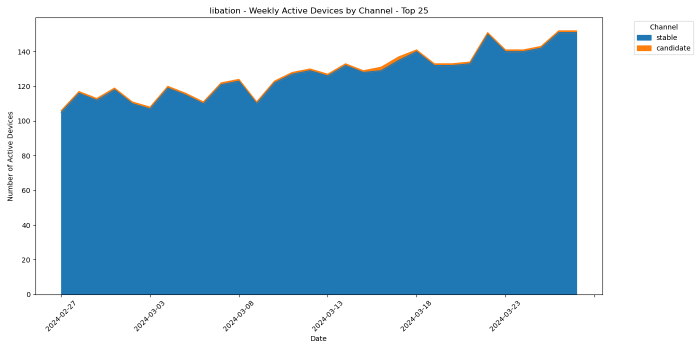 libation - Weekly Active Devices by Channel - Top 25
Channel
stable
candidate
Number of Active Devices
140
120
100
80
60
40
20
0
2024-02-27
2024-03-03
2024-03-08
2024-03-13
2024-03-18
2024-03-23
Date